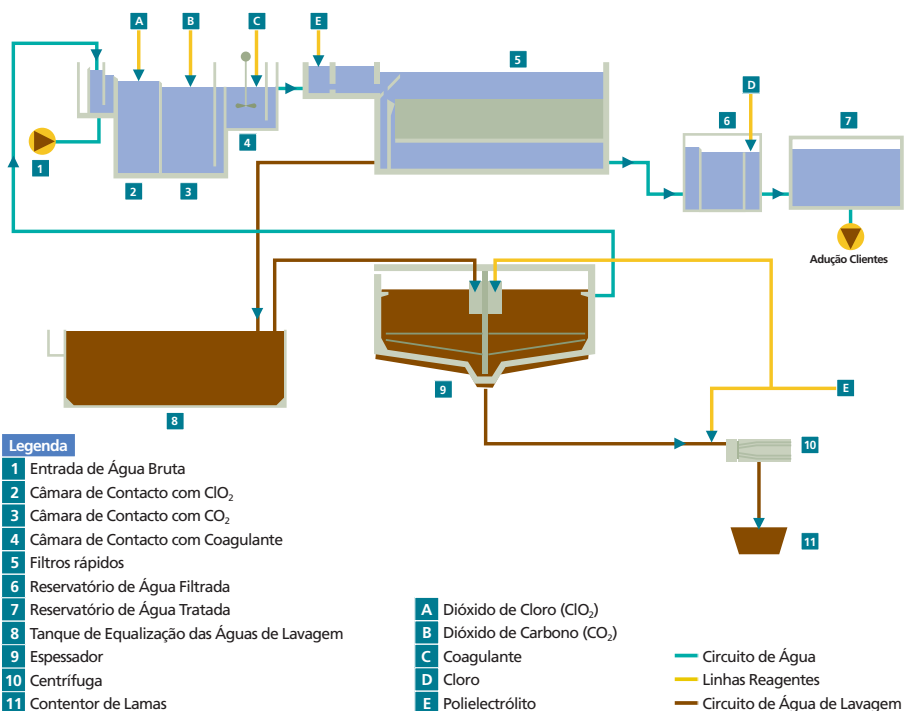 A
B
C
E
5
D
6
7
1
4
2
3
Adução Clientes
9
E
8
10
11
Legenda
1 Entrada de Água Bruta
2 Câmara de Contacto com ClO₂
3 Câmara de Contacto com CO₂
4 Câmara de Contacto com Coagulante
5 Filtros rápidos
6 Reservatório de Água Filtrada
7 Reservatório de Água Tratada
8 Tanque de Equalização das Águas de Lavagem
9 Espessador
10 Centrífuga
11 Contentor de Lamas
A Dióxido de Cloro (ClO₂)
B Dióxido de Carbono (CO₂)
C Coagulante
D Cloro
E Polielectrólito
Circuito de Água
Linhas Reagentes
Circuito de Água de Lavagem